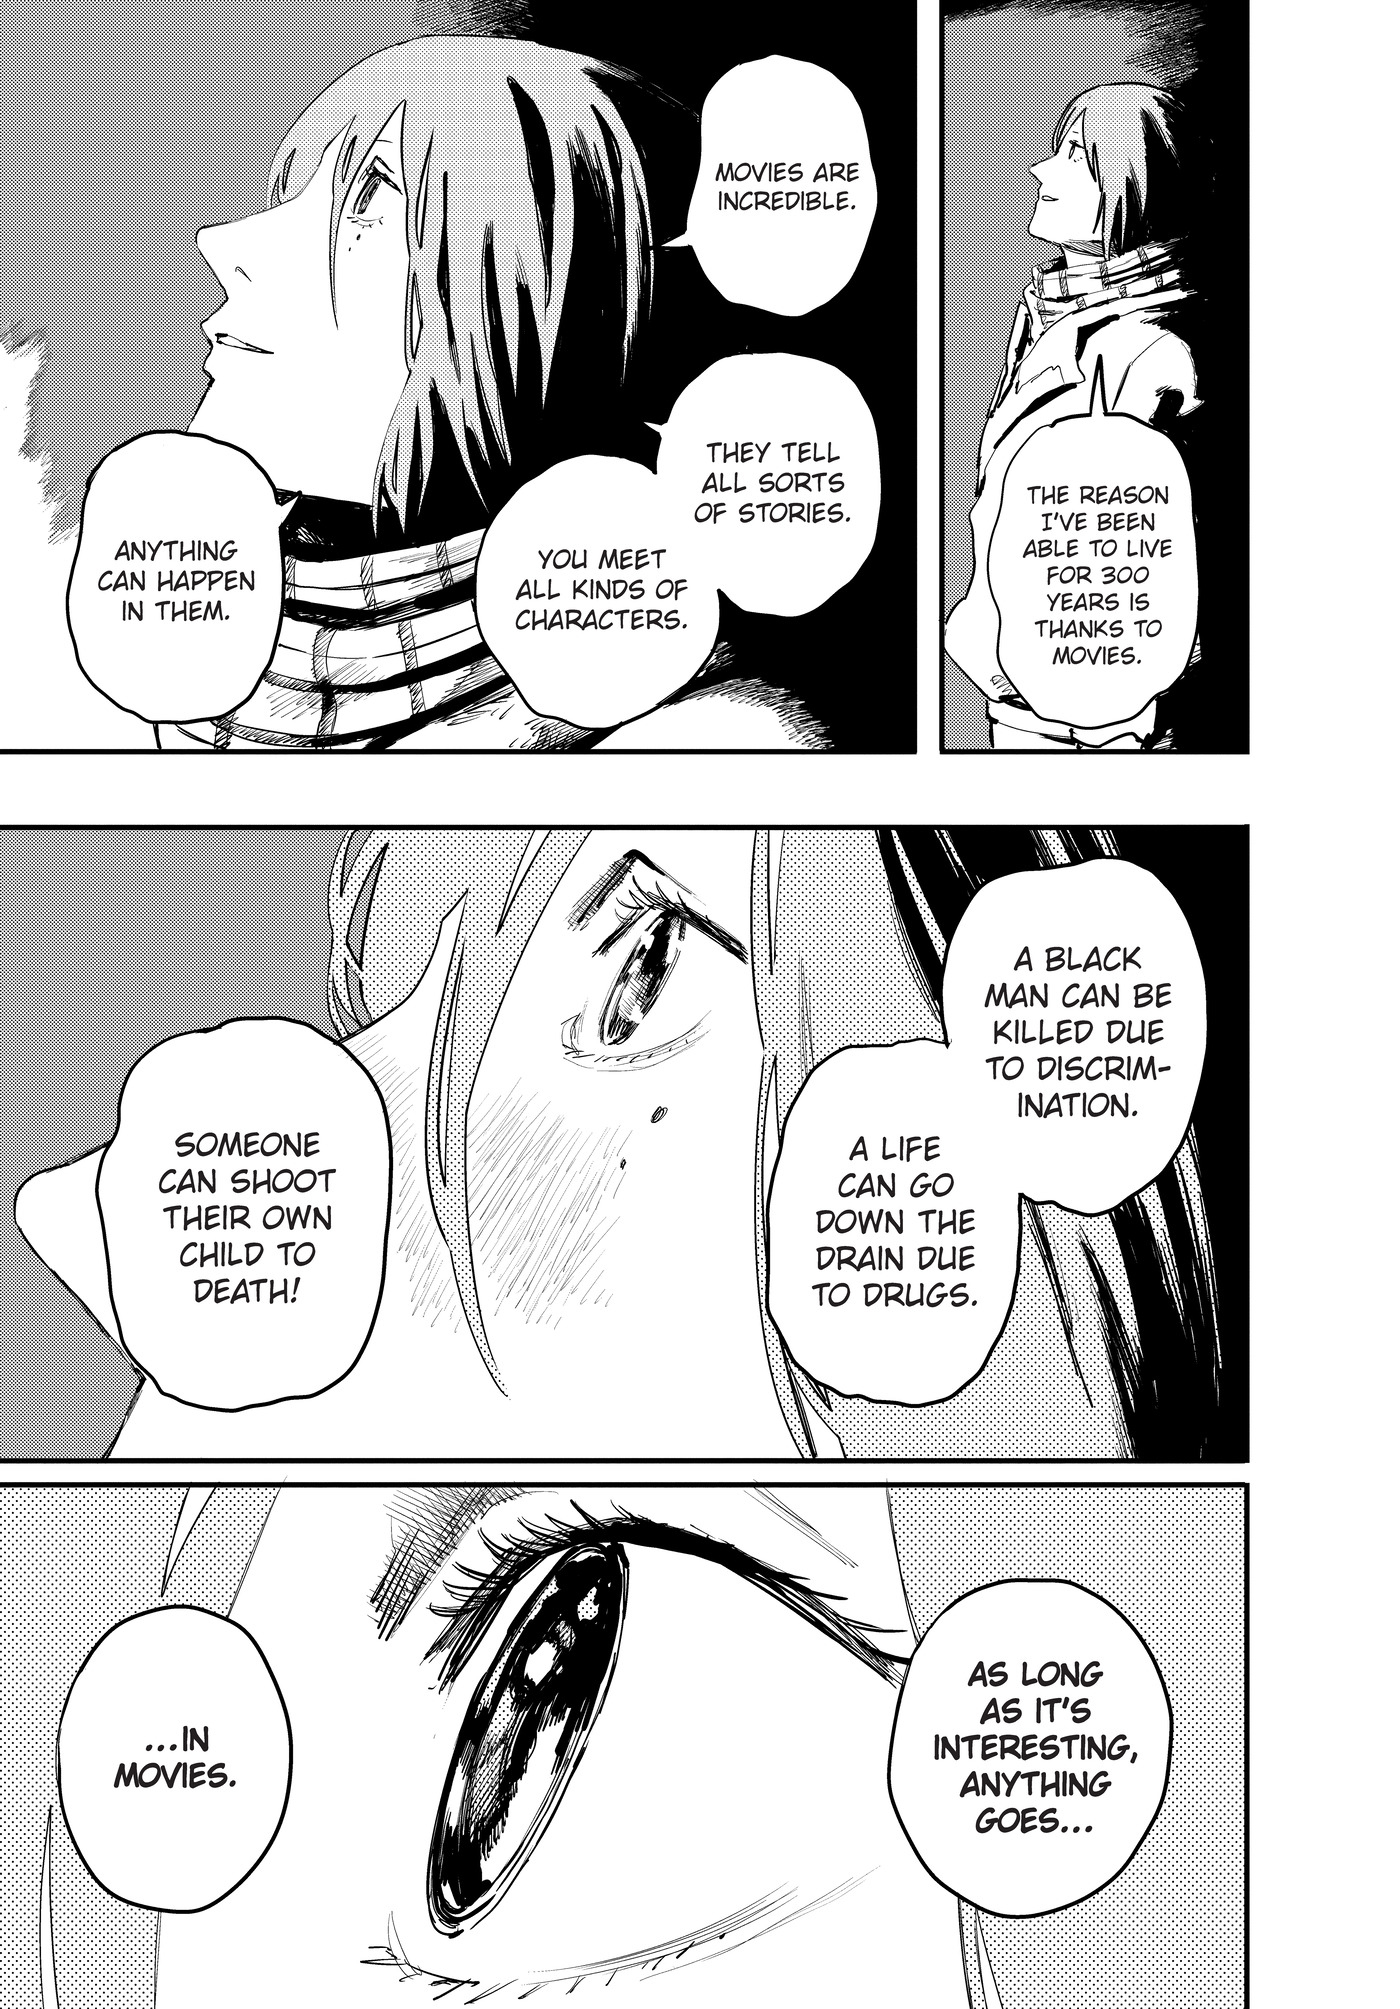 THE REASON
I'VE BEEN
ABLE TO LIVE
FOR 300
YEARS IS
THANKS TO
MOVIES.
MOVIES ARE
INCREDIBLE.
THEY TELL
ALL SORTS
OF STORIES.
YOU MEET
ALL KINDS OF
CHARACTERS.
ANYTHING
CAN HAPPEN
IN THEM.
A BLACK
MAN CAN BE
KILLED DUE
TO DISCRIM-
INATION.
A LIFE
CAN GO
DOWN THE
DRAIN DUE
TO DRUGS.
SOMEONE
CAN SHOOT
THEIR OWN
CHILD TO
DEATH!
AS LONG
AS IT'S
INTERESTING,
ANYTHING
GOES...
...IN
MOVIES.